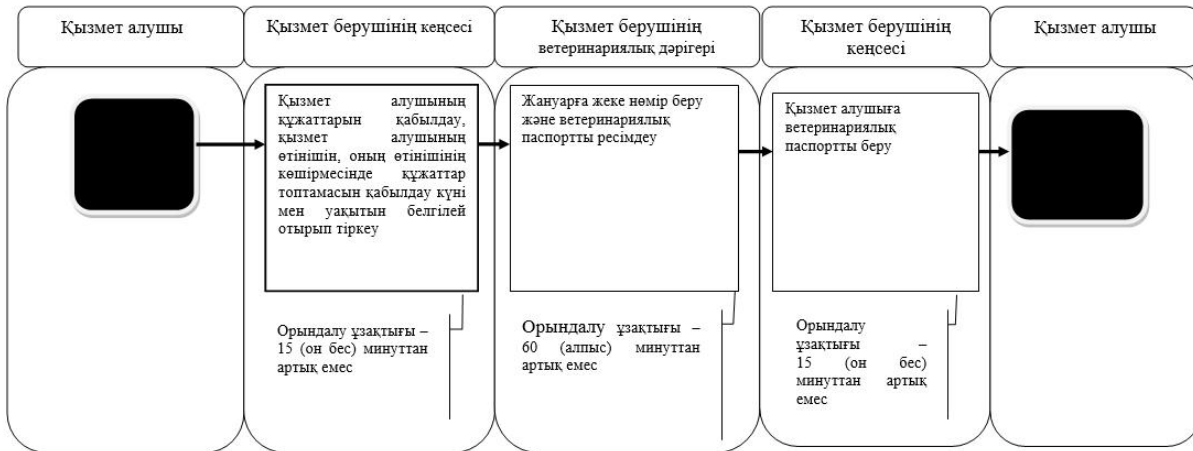 Қызмет алушы
Қызмет берушінің кеңсесі
Қызмет берушінің
ветеринариялық дәрігері
Қызмет берушінің
кеңсесі
Қызмет алушы
Қызмет алушының
құжаттарын қабылдау,
қызмет алушының
өтінішін, оның өтінішінің
көшірмесінде құжаттар
топтамасын қабылдау күні
мен уақытын белгілей
отырып тіркеу
Орындалу ұзақтығы –
15 (он бес) минуттан
артық емес
Жануарға жеке нөмір беру
және ветеринариялық
паспортты ресімдеу
Орындалу ұзақтығы –
60 (алпыс) минуттан
артық емес
Қызмет алушыға
ветеринариялық
паспортты беру
Орындалу
ұзақтығы –
15 (он бес)
минуттан артық
емес